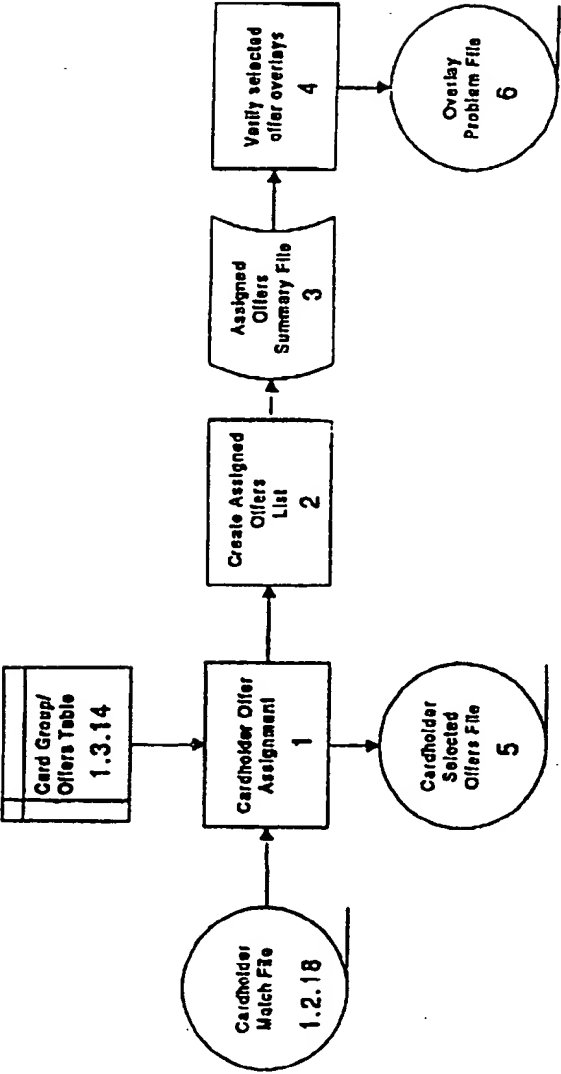 Card Group/
Offers Table
1.3.14
Cardholder
Match File
1.2.18
Cardholder Offer
Assignment
1
Create Assigned
Offers
List
2
Assigned
Offers
Summary File
3
Verify selected
offer overlays
4
Cardholder
Selected
Offers File
5
Overlay
Problem File
6